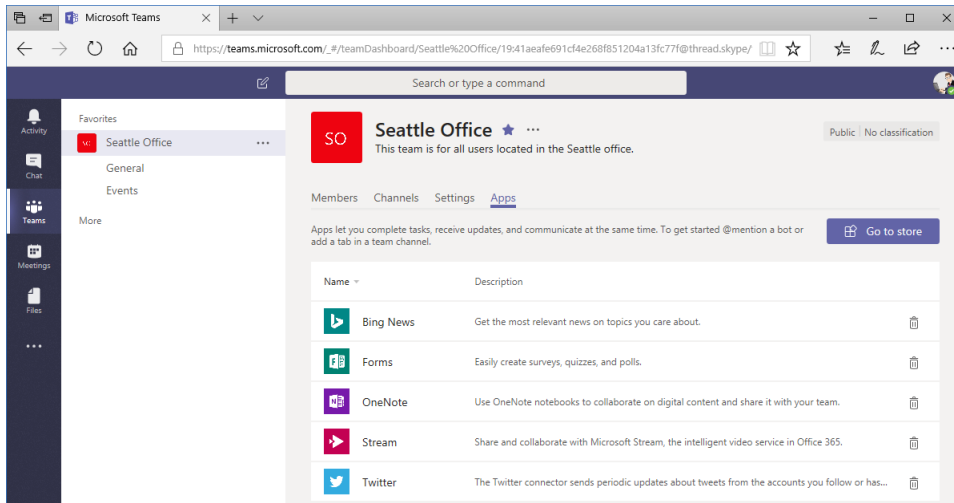 Microsoft Teams
https://teams.microsoft.com/_#/teamDashboard/Seattle%20Office/19:41aeafe691cf4e268f851204a13fc77f@thread.skype/
Search or type a command
Activity
Chat
Teams
Meetings
Files
Favorites
SO
Seattle Office
General
Events
More
SO
Seattle Office
This team is for all users located in the Seattle office.
Public No classification
Members Channels Settings Apps
Apps let you complete tasks, receive updates, and communicate at the same time. To get started @mention a bot or
add a tab in a team channel.
Go to store
Name Description
Bing News Get the most relevant news on topics you care about.
Forms Easily create surveys, quizzes, and polls.
OneNote Use OneNote notebooks to collaborate on digital content and share it with your team.
Stream Share and collaborate with Microsoft Stream, the intelligent video service in Office 365.
Twitter The Twitter connector sends periodic updates about tweets from the accounts you follow or has...